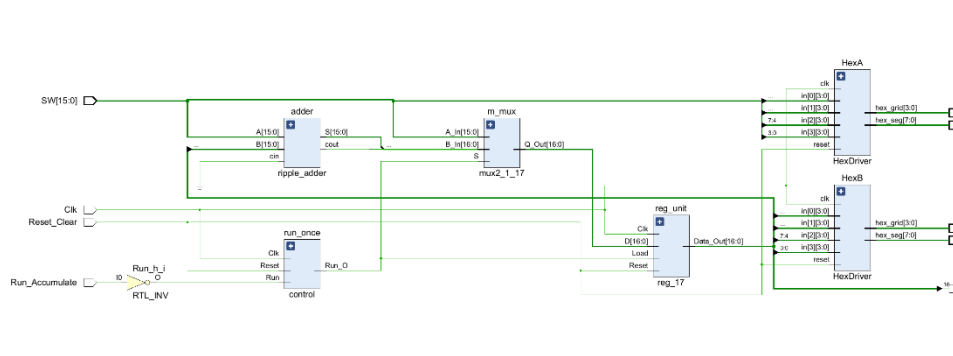 HexA
clk
SW[15:0]
in[0][3:0]
in[1][3:0]
hex_grid[3:0]
adder
m_mux
7:4
in[2][3:0]
hex_seg[7:0]
3:0
in[3][3:0]
A[15:0]
S[15:0]
A_In[15:0]
reset
B[15:0]
cout
...
B_In[16:0]
Q_Out[16:0]
HexDriver
cin
S
ripple_adder
mux2_1_17
HexB
clk
Clk
reg_unit
in[0][3:0]
Reset_Clear
in[1][3:0]
hex_grid[3:0]
run_once
Clk
7:4
in[2][3:0]
hex_seg[7:0]
D[16:0]
Data_Out[16:0]
3:0
in[3][3:0]
Clk
Load
reset
Run_h_i
Reset
Run_O
Reset
HexDriver
Run_Accumulate
I0
O
Run
reg_17
RTL_INV
control